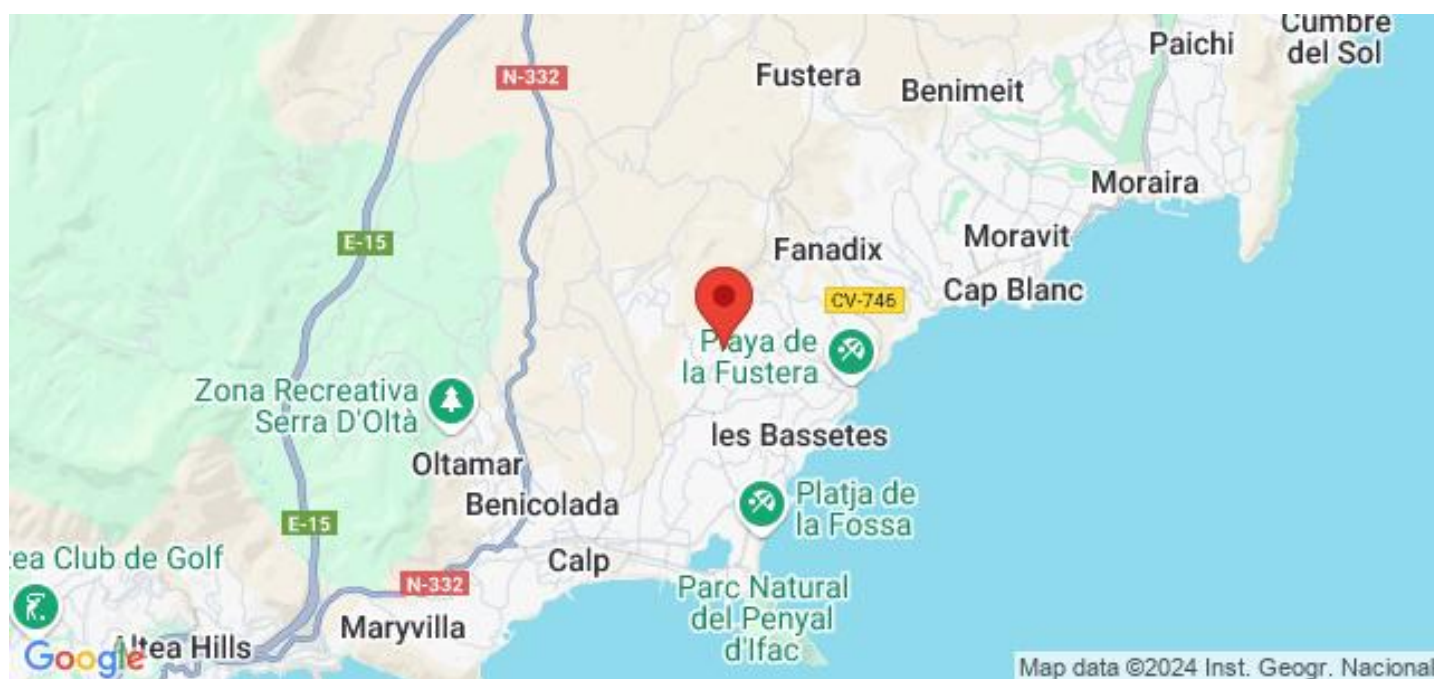 Cumbre
del Sol
Paichi
N-332
Fustera
Benimeit
Moraira
E-15
Fanadix
Moravit
CV-746
Cap Blanc
Playa de
la Fustera
Zona Recreativa
Serra D'Oltà
les Bassetes
Oltamar
Benicolada
Platja de
la Fossa
E-15
ea Club de Golf
Calp
N-332
Parc Natural
del Penyal
d'Ifac
Maryvilla
Altea Hills
Google
Map data ©2024 Inst. Geogr. Nacional